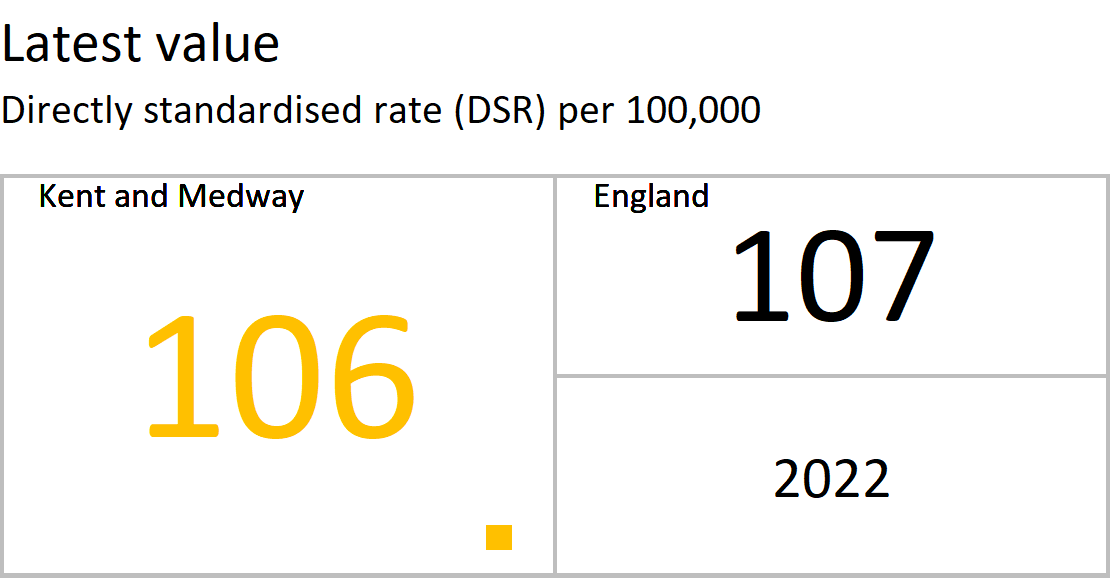 Latest value
Directly standardised rate (DSR) per 100,000
Kent and Medway
106
England
107
2022